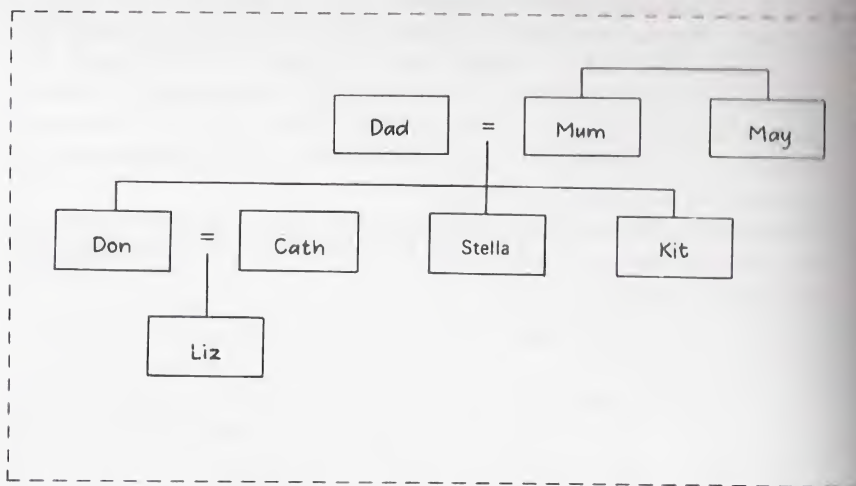 Dad = Mum May
Don = Cath Stella Kit
Liz